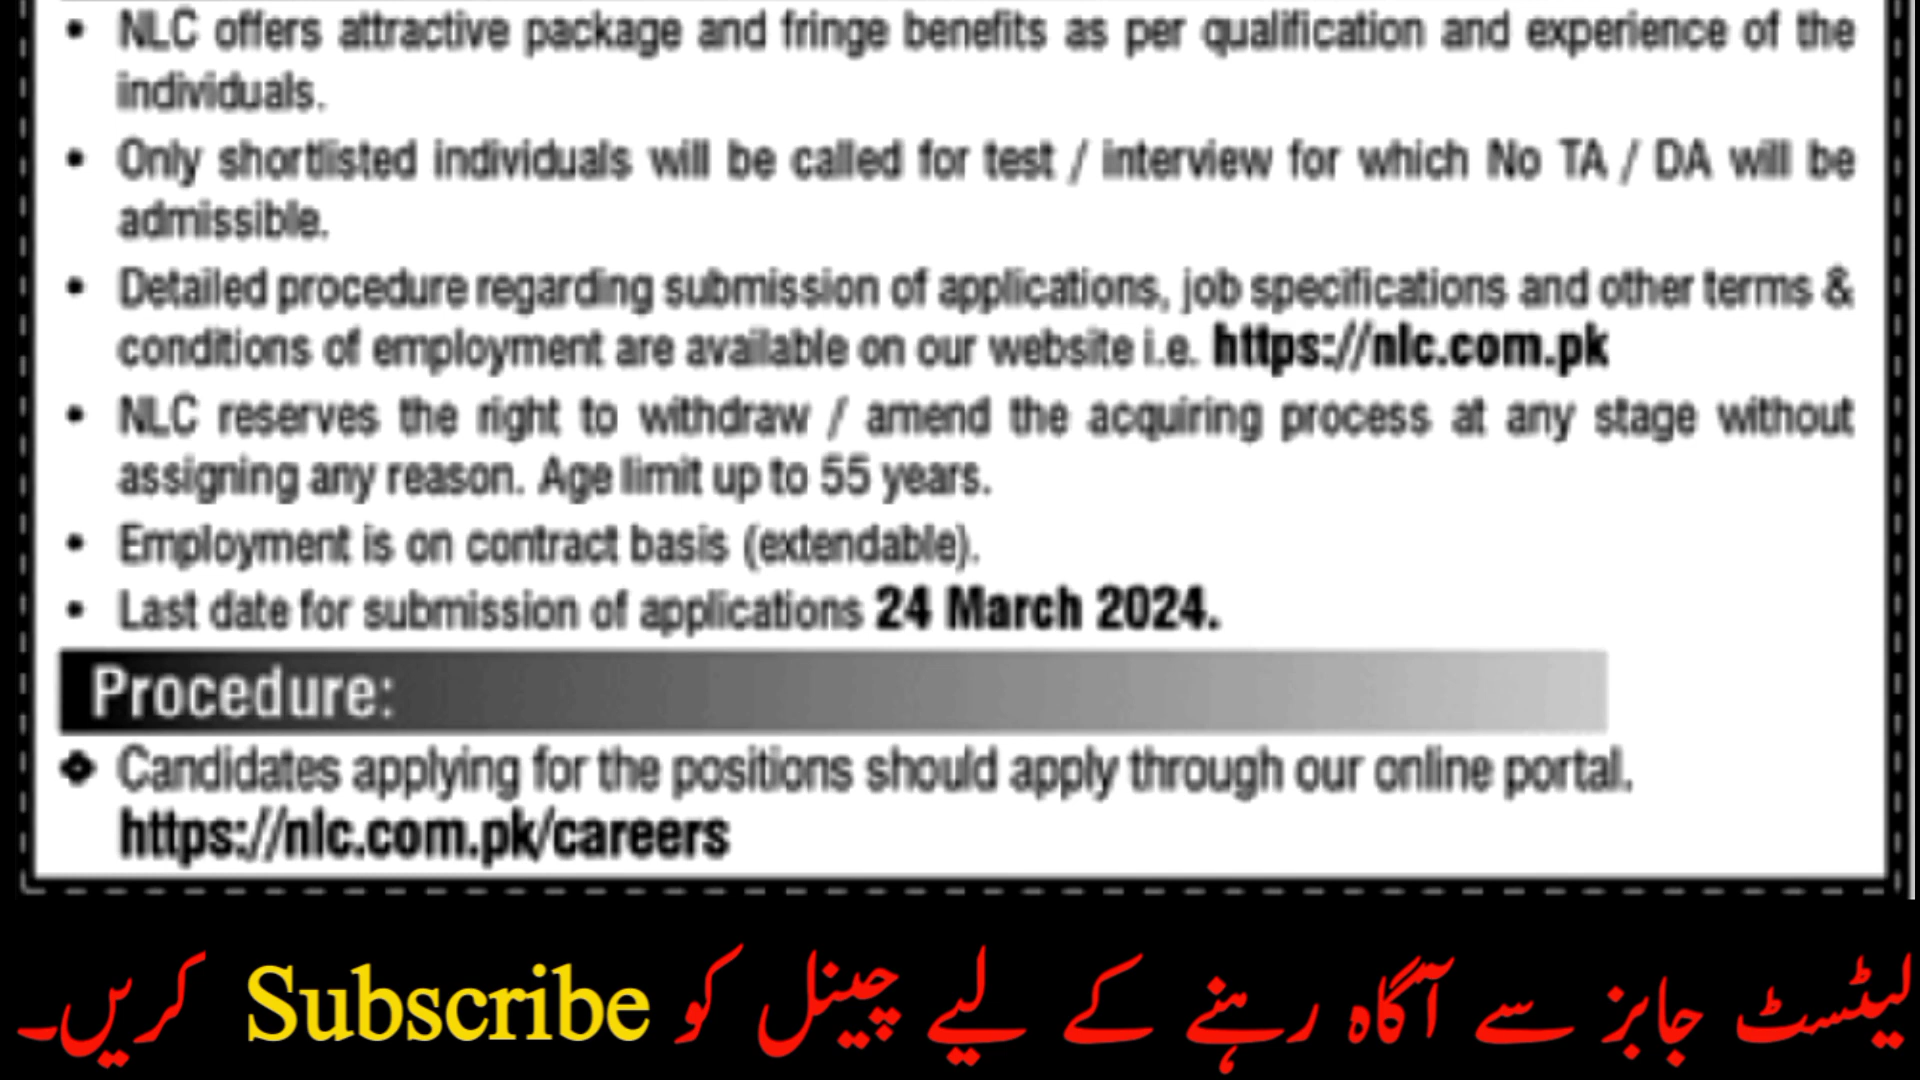 • NLC offers attractive package and fringe benefits as per qualification and experience of the
individuals.
• Only shortlisted individuals will be called for test / interview for which No TA / DA will be
admissible.
• Detailed procedure regarding submission of applications, job specifications and other terms &
conditions of employment are available on our website i.e. https://nlc.com.pk
• NLC reserves the right to withdraw / amend the acquiring process at any stage without
assigning any reason. Age limit up to 55 years.
• Employment is on contract basis (extendable).
• Last date for submission of applications 24 March 2024.
Procedure:
❖ Candidates applying for the positions should apply through our online portal.
https://nlc.com.pk/careers
لیٹسٹ جابز سے آگاہ رہنے کے لیے چینل کو Subscribe کریں۔